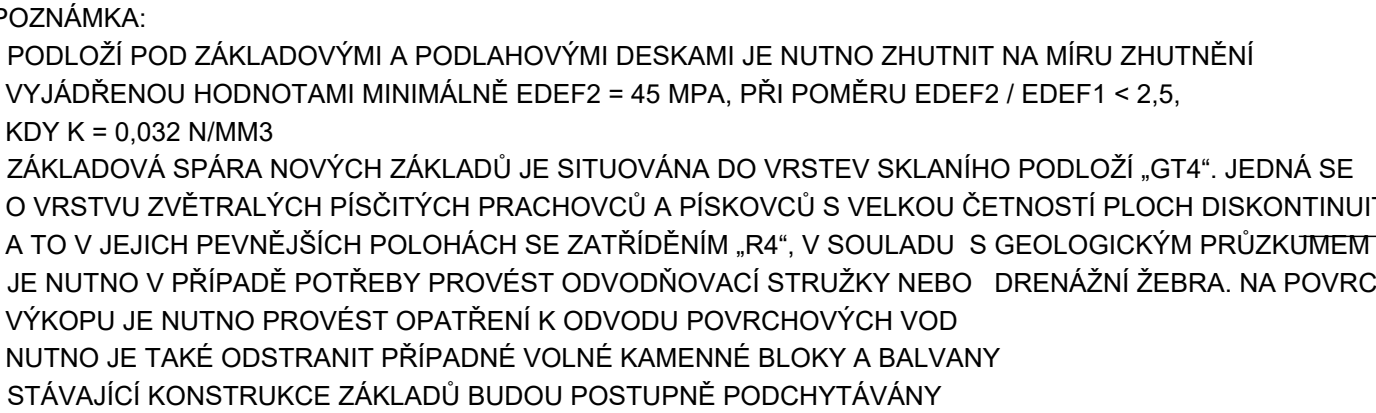 POZNÁMKA:
PODLOŽÍ POD ZÁKLADOVÝMI A PODLAHOVÝMI DESKAMI JE NUTNO ZHUTNIT NA MÍRU ZHUTNĚNÍ
VYJÁDŘENOU HODNOTAMI MINIMÁLNĚ EDEF2 = 45 MPA, PŘI POMĚRU EDEF2 / EDEF1 < 2,5,
KDY K = 0,032 N/MM3
ZÁKLADOVÁ SPÁRA NOVÝCH ZÁKLADŮ JE SITUOVÁNA DO VRSTEV SKLANÍHO PODLOŽÍ „GT4“. JEDNÁ SE
O VRSTVU ZVĚTRALÝCH PÍSČITÝCH PRACHOVCŮ A PÍSKOVCŮ S VELKOU ČETNOSTÍ PLOCH DISKONTINUIT
A TO V JEJICH PEVNĚJŠÍCH POLOHÁCH SE ZATŘÍDĚNÍM „R4“, V SOULADU S GEOLOGICKÝM PRŮZKUMEM
JE NUTNO V PŘÍPADĚ POTŘEBY PROVÉST ODVODŇOVACÍ STRUŽKY NEBO DRENÁŽNÍ ŽEBRA. NA POVRC
VÝKOPU JE NUTNO PROVÉST OPATŘENÍ K ODVODU POVRCHOVÝCH VOD
NUTNO JE TAKÉ ODSTRANIT PŘÍPADNÉ VOLNÉ KAMENNÉ BLOKY A BALVANY
STÁVAJÍCÍ KONSTRUKCE ZÁKLADŮ BUDOU POSTUPNĚ PODCHYTÁVÁNY